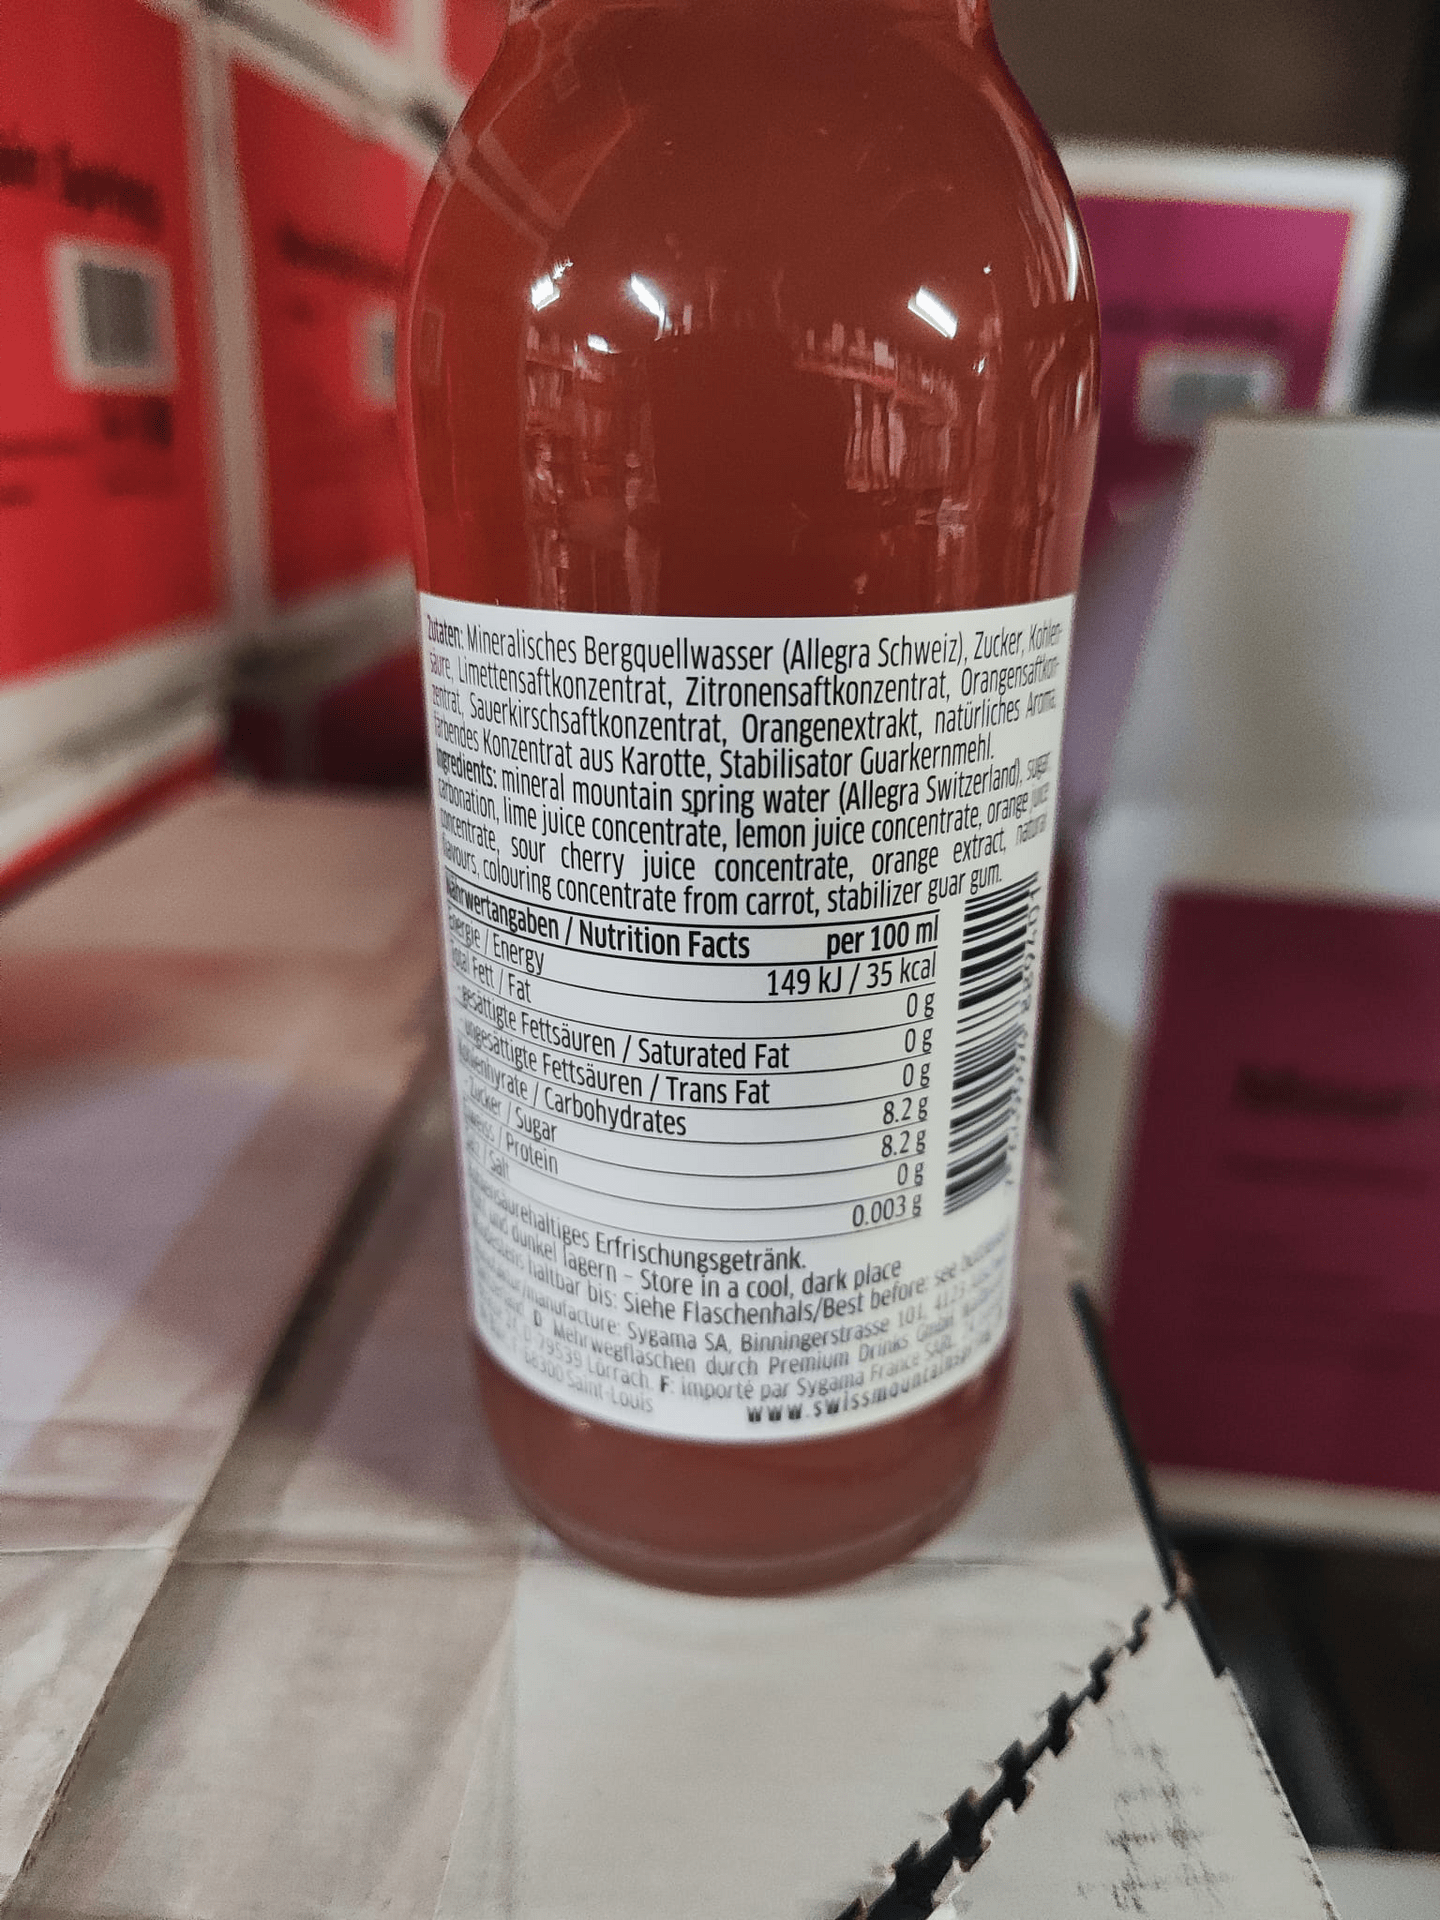 Zutaten: Mineralisches Bergquellwasser (Allegra Schweiz), Zucker, Kohlen-
säure, Limettensaftkonzentrat, Zitronensaftkonzentrat, Orangensaftkon-
zentrat, Sauerkirschsaftkonzentrat, Orangenextrakt, natürliches Aroma,
färbendes Konzentrat aus Karotte, Stabilisator Guarkernmehl.
Ingredients: mineral mountain spring water (Allegra Switzerland), sugar,
carbonation, lime juice concentrate, lemon juice concentrate, orange juice
concentrate, sour cherry juice concentrate, orange extract, natural
flavours, colouring concentrate from carrot, stabilizer guar gum.
Nährwertangaben / Nutrition Facts per 100 ml
Energie / Energy 149 kJ / 35 kcal
Total Fett / Fat 0 g
gesättigte Fettsäuren / Saturated Fat 0 g
ungesättigte Fettsäuren / Trans Fat 0 g
Kohlenhyrate / Carbohydrates 8.2 g
Zucker / Sugar 8.2 g
Eiweiss / Protein 0 g
Salz / Salt 0.003 g
Kohlensäurehaltiges Erfrischungsgetränk.
Kühl und dunkel lagern - Store in a cool, dark place
Mindestens haltbar bis: Siehe Flaschenhals/Best before: see
manufacture: Sygama SA, Binningerstrasse 101,
D Mehrwegflaschen durch Premium Drinks GmbH
D-79539 Lörrach. F: importé par Sygama France SARL
F-68300 Saint-Louis